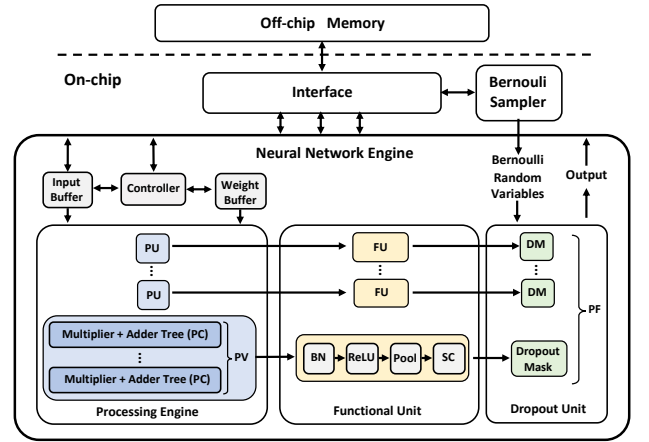 Off-chip Memory
On-chip
Interface
Bernouli
Sampler
Neural Network Engine
Input
Buffer
Controller
Weight
Buffer
Bernoulli
Random
Variables
Output
PU
FU
DM
PU
FU
DM
PF
Multiplier + Adder Tree (PC)
Multiplier + Adder Tree (PC)
PV
BN
ReLU
Pool
SC
Dropout
Mask
Processing Engine
Functional Unit
Dropout Unit